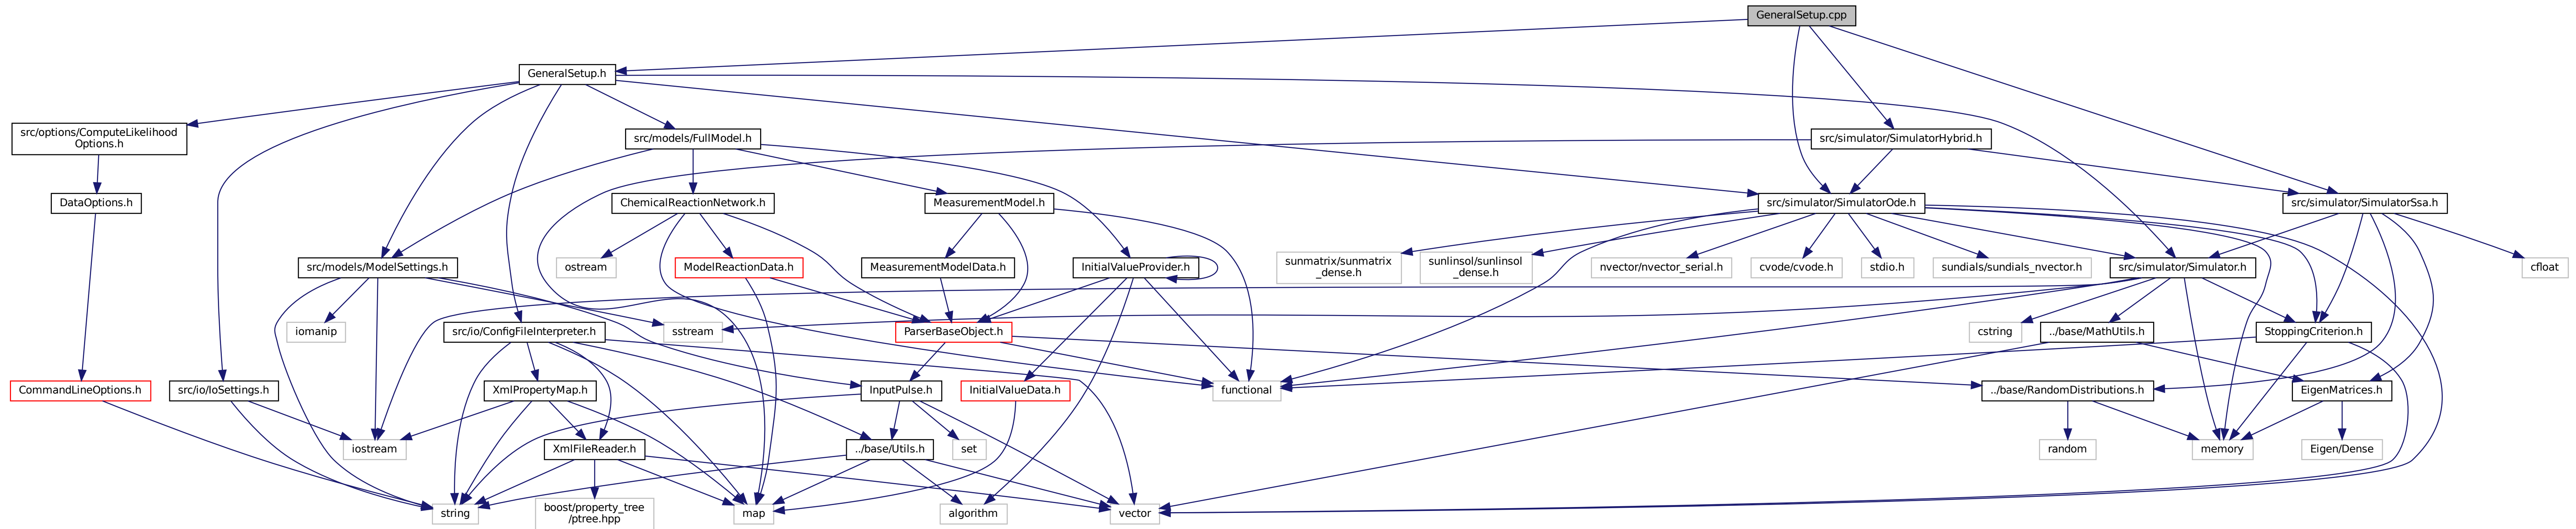 GeneralSetup.cpp
GeneralSetup.h
src/options/ComputeLikelihood
Options.h
src/models/FullModel.h
src/simulator/SimulatorHybrid.h
DataOptions.h
ChemicalReactionNetwork.h
MeasurementModel.h
src/simulator/SimulatorOde.h
src/simulator/SimulatorSsa.h
src/models/ModelSettings.h
ostream
ModelReactionData.h
MeasurementModelData.h
InitialValueProvider.h
sunmatrix/sunmatrix
_dense.h
sunlinsol/sunlinsol
_dense.h
nvector/nvector_serial.h
cvode/cvode.h
stdio.h
sundials/sundials_nvector.h
src/simulator/Simulator.h
cfloat
iomanip
src/io/ConfigFileInterpreter.h
sstream
ParserBaseObject.h
cstring
../base/MathUtils.h
StoppingCriterion.h
CommandLineOptions.h
src/io/IoSettings.h
XmlPropertyMap.h
InputPulse.h
InitialValueData.h
functional
../base/RandomDistributions.h
EigenMatrices.h
iostream
XmlFileReader.h
../base/Utils.h
set
random
memory
Eigen/Dense
string
boost/property_tree
/ptree.hpp
map
algorithm
vector